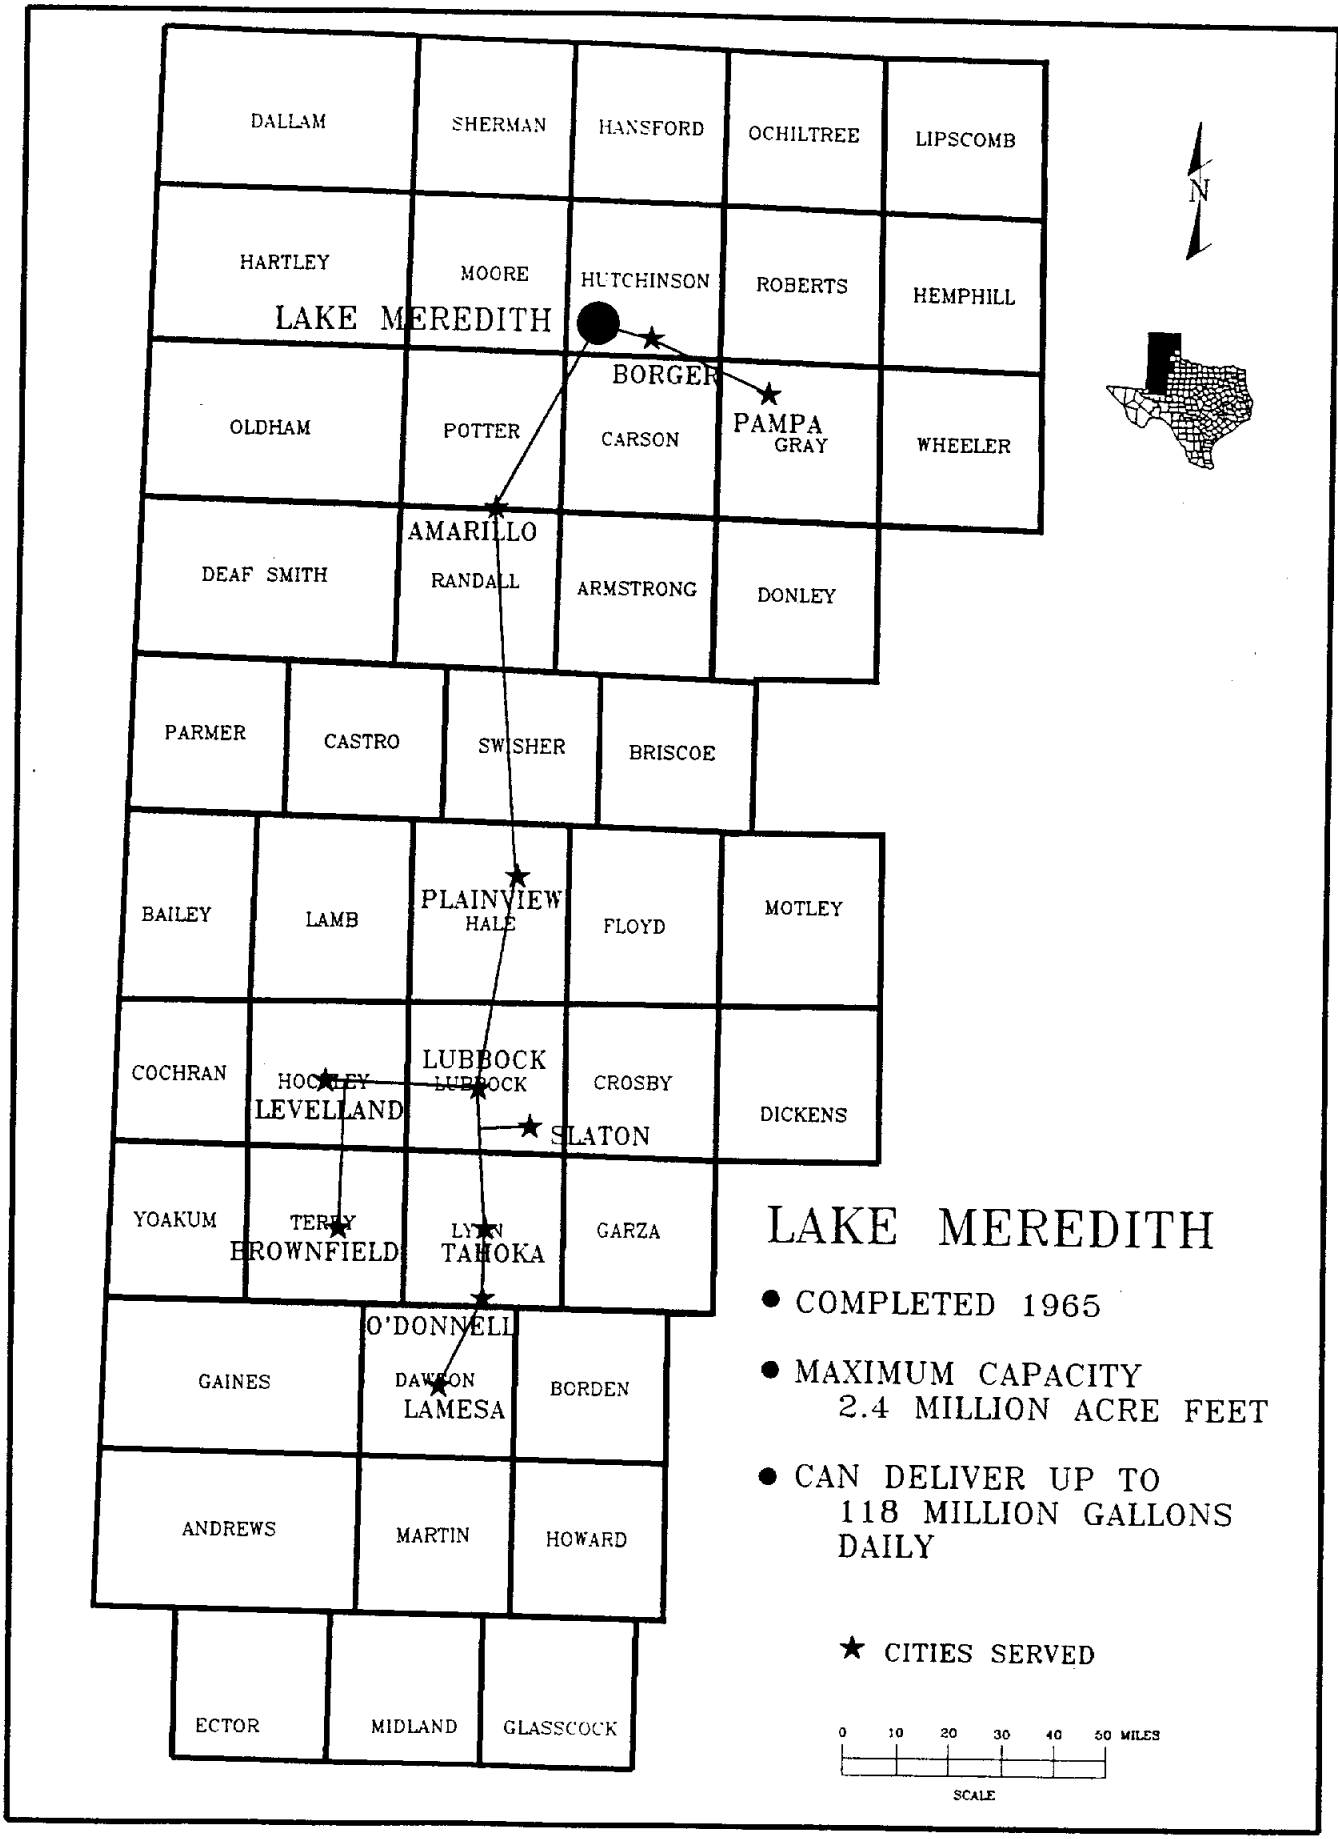 DALLAM
SHERMAN
HANSFORD
OCHILTREE
LIPSCOMB
N
HARTLEY
MOORE
HUTCHINSON
ROBERTS
HEMPHILL
LAKE MEREDITH
BORGER
PAMPA
OLDHAM
POTTER
CARSON
GRAY
WHEELER
AMARILLO
DEAF SMITH
RANDALL
ARMSTRONG
DONLEY
PARMER
CASTRO
SWISHER
BRISCOE
PLAINVIEW
BAILEY
LAMB
HALE
FLOYD
MOTLEY
LUBBOCK
COCHRAN
HOCKLEY
LUBBOCK
CROSBY
DICKENS
LEVELLAND
SLATON
YOAKUM
TERRY
LYNN
GARZA
BROWNFIELD
TAHOKA
O'DONNELL
GAINES
DAWSON
BORDEN
LAMESA
ANDREWS
MARTIN
HOWARD
ECTOR
MIDLAND
GLASSCOCK
LAKE MEREDITH
● COMPLETED 1965
● MAXIMUM CAPACITY
2.4 MILLION ACRE FEET
● CAN DELIVER UP TO
118 MILLION GALLONS
DAILY
★ CITIES SERVED
0 10 20 30 40 50 MILES
SCALE